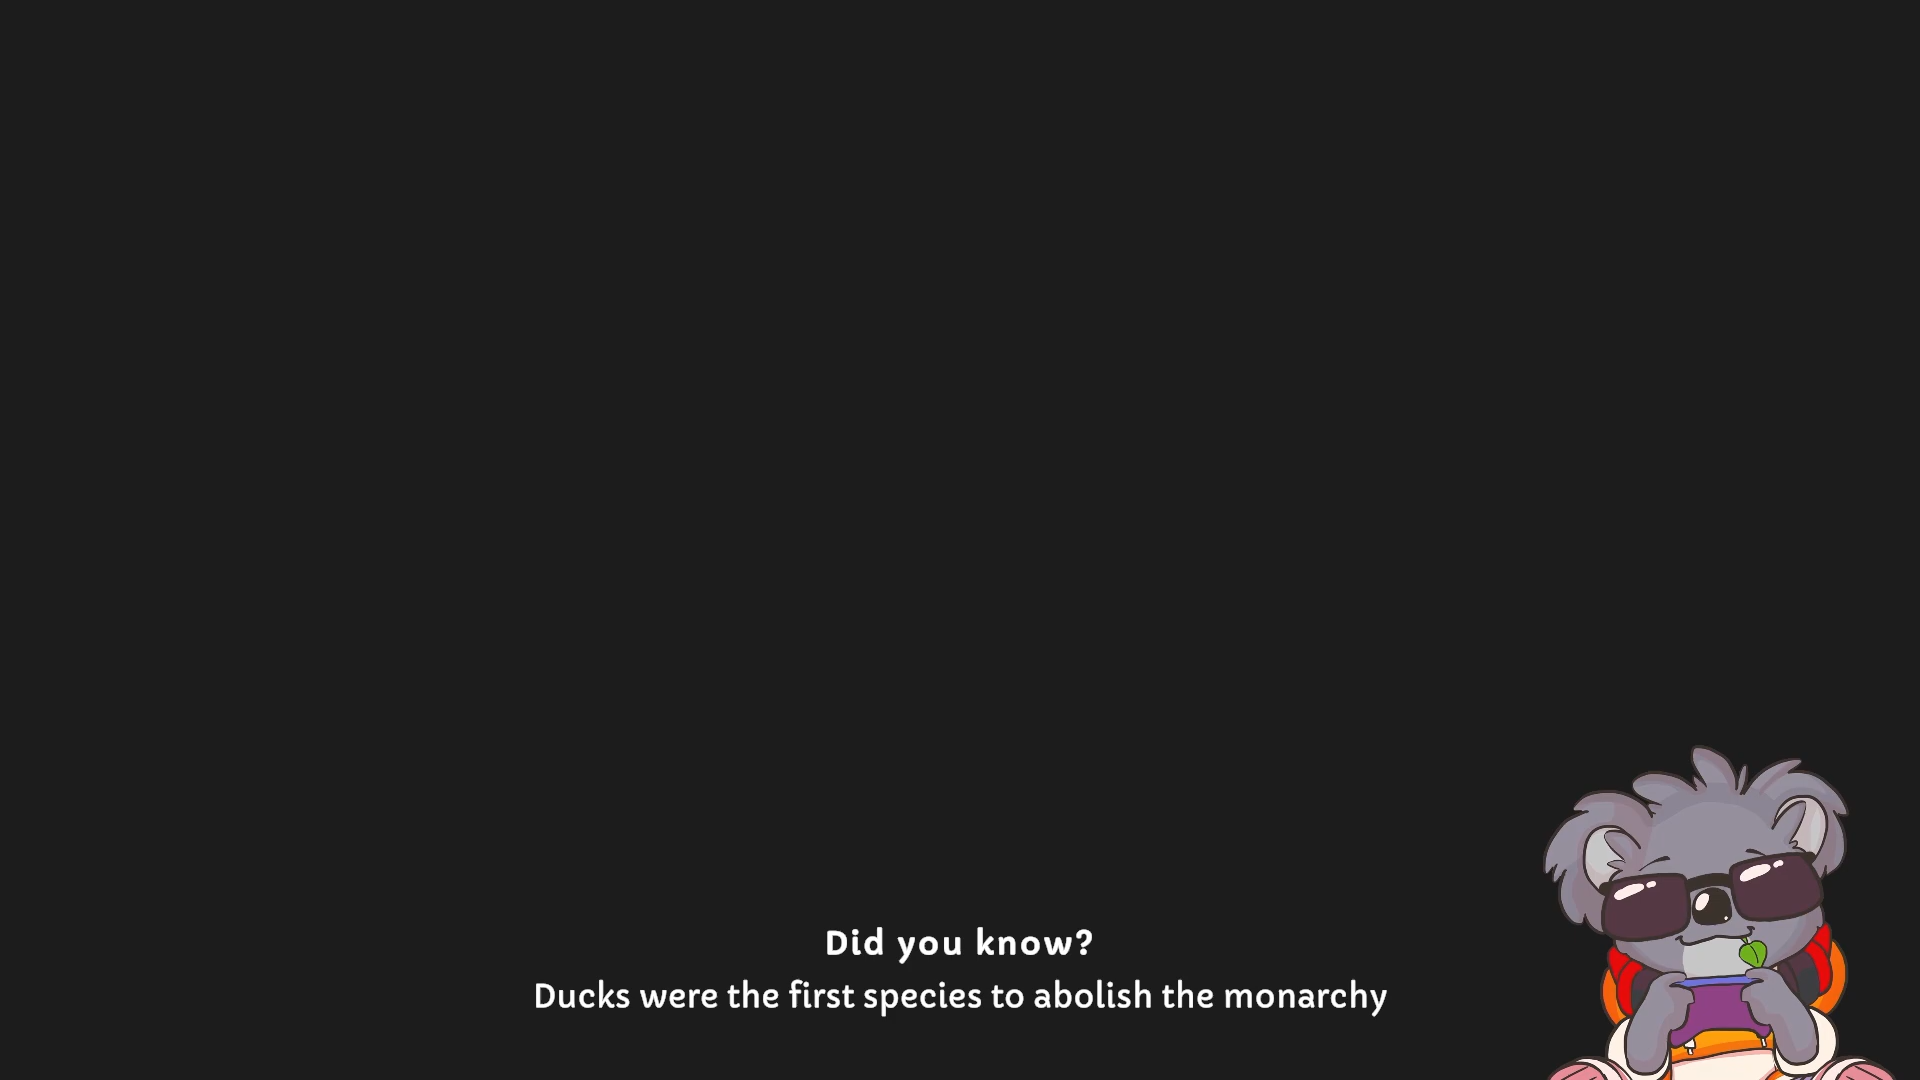 Did you know?
Ducks were the first species to abolish the monarchy